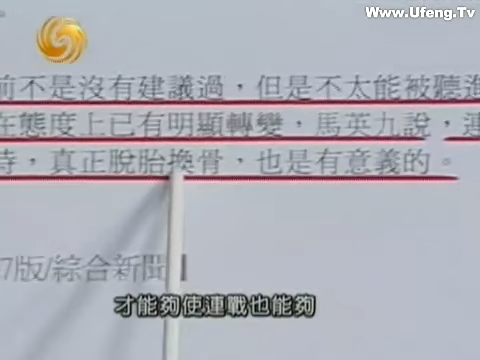 Www.Ufeng.Tv
前不是沒有建議過，但是不太能被聽進
在態度上已有明顯轉變，馬英九說，連
時，真正脫胎換骨，也是有意義的。
7版/綜合新聞】
才能夠使連戰也能夠